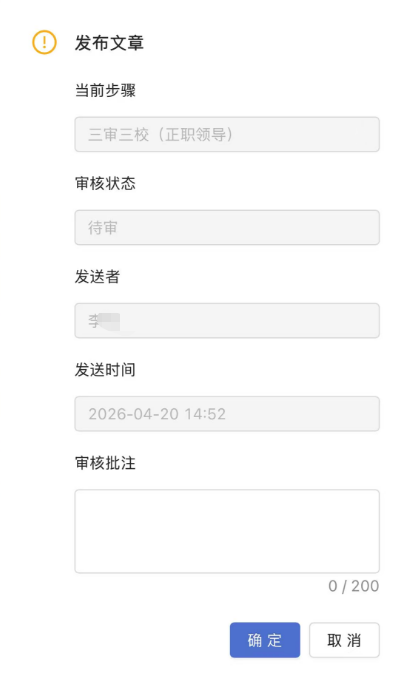 发布文章
当前步骤
三审三校（正职领导）
审核状态
待审
发送者
李
发送时间
2026-04-20 14:52
审核批注
0 / 200
确 定
取 消